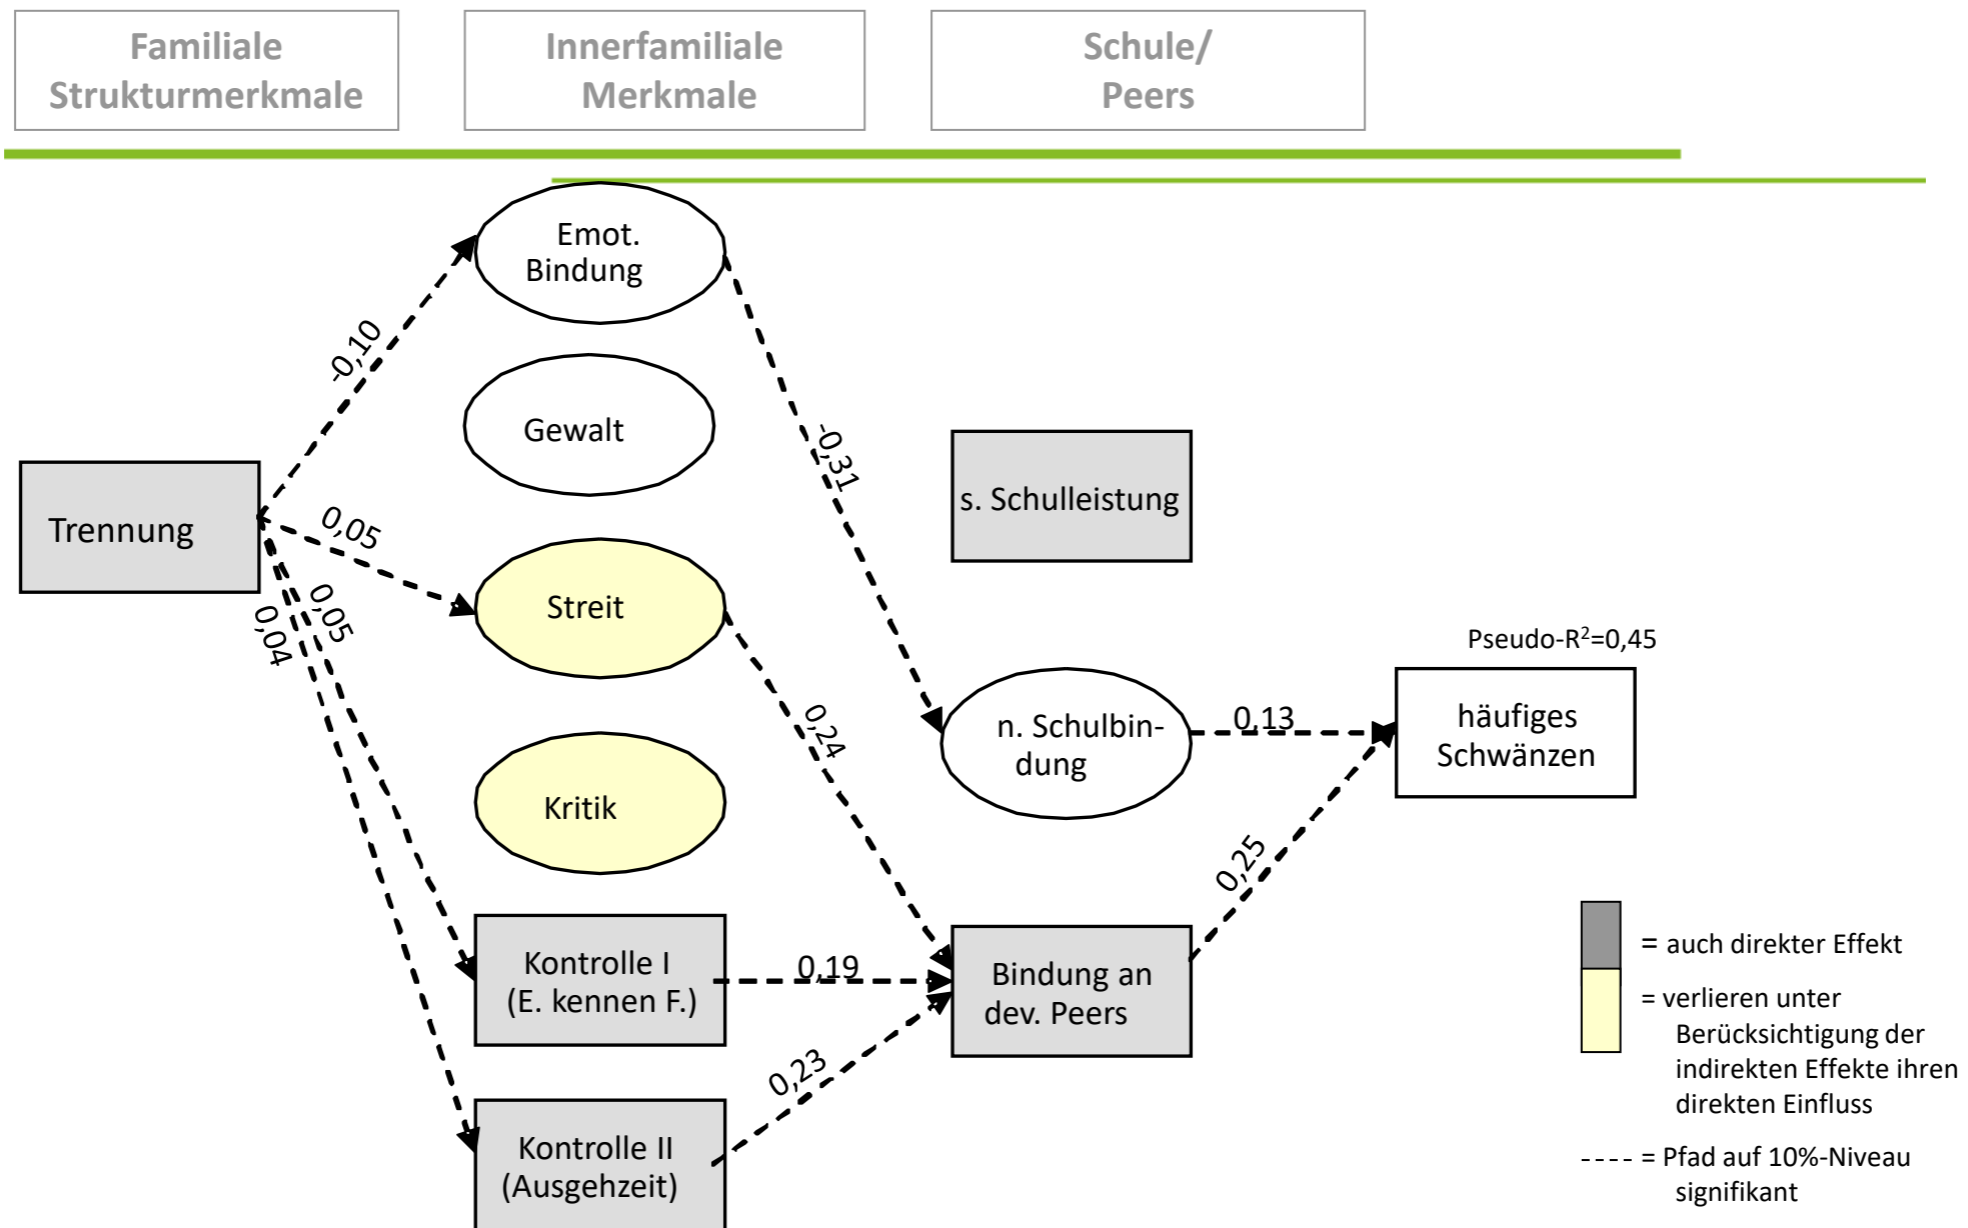 Familiale
Strukturmerkmale
Innerfamiliale
Merkmale
Schule/
Peers
Emot.
Bindung
-0,10
Gewalt
-0,31
s. Schulleistung
Trennung
0,05
Streit
0,05
0,04
Pseudo-R²=0,45
0,24
n. Schulbin-
dung
0,13
häufiges
Schwänzen
Kritik
0,25
Kontrolle I
(E. kennen F.)
0,19
Bindung an
dev. Peers
0,23
Kontrolle II
(Ausgehzeit)
= auch direkter Effekt
= verlieren unter
Berücksichtigung der
indirekten Effekte ihren
direkten Einfluss
---- = Pfad auf 10%-Niveau
signifikant